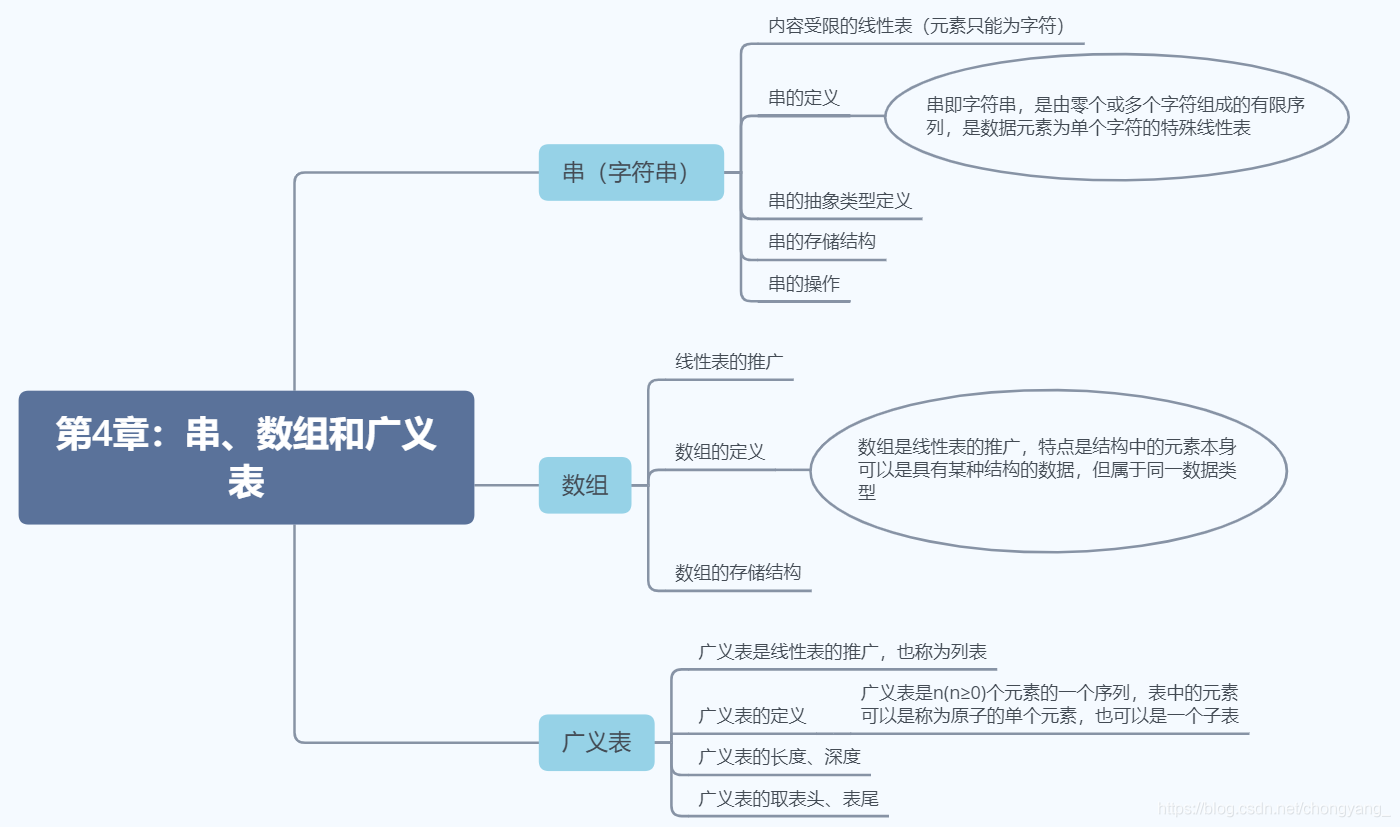 第4章：串、数组和广义
表
串（字符串）
内容受限的线性表（元素只能为字符）
串的定义
串即字符串，是由零个或多个字符组成的有限序
列，是数据元素为单个字符的特殊线性表
串的抽象类型定义
串的存储结构
串的操作
数组
线性表的推广
数组的定义
数组是线性表的推广，特点是结构中的元素本身
可以是具有某种结构的数据，但属于同一数据类
型
数组的存储结构
广义表
广义表是线性表的推广，也称为列表
广义表的定义
广义表是n(n≥0)个元素的一个序列，表中的元素
可以是称为原子的单个元素，也可以是一个子表
广义表的长度、深度
广义表的取表头、表尾
https://blog.csdn.net/chongyang_